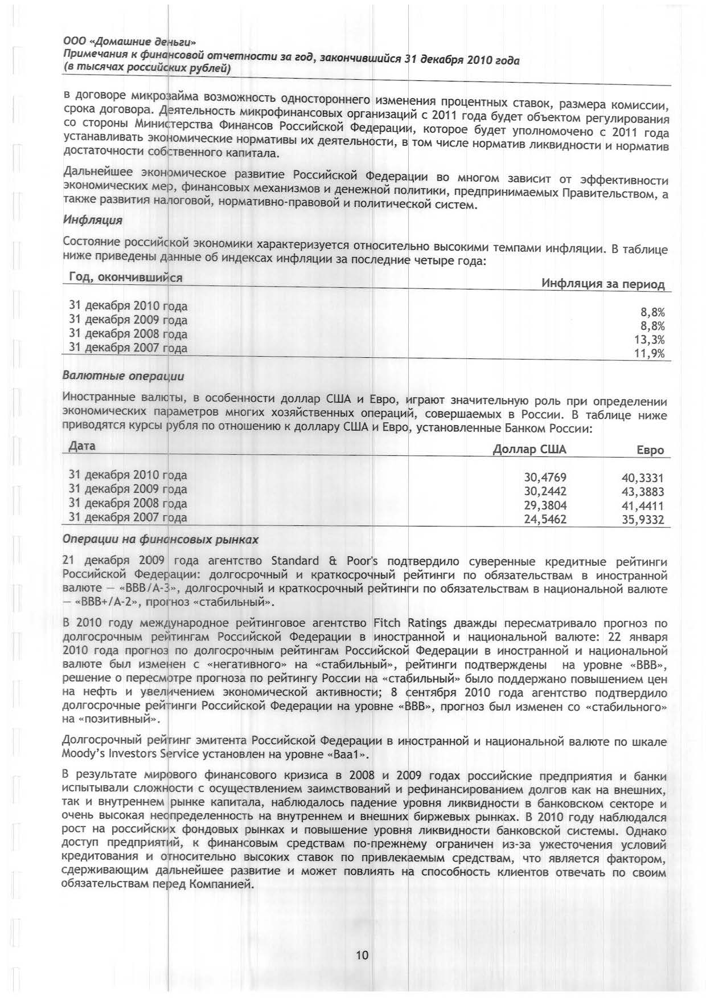 ООО «Домашние деньги»
Примечания к финансовой отчетности за год, закончившийся 31 декабря 2010 года
(в тысячах российских рублей)
в договоре микрозайма возможность одностороннего изменения процентных ставок, размера комиссии,
срока договора. Деятельность микрофинансовых организаций с 2011 года будет объектом регулирования
со стороны Министерства Финансов Российской Федерации, которое будет уполномочено с 2011 года
устанавливать экономические нормативы их деятельности, в том числе норматив ликвидности и норматив
достаточности собственного капитала.
Дальнейшее экономическое развитие Российской Федерации во многом зависит от эффективности
экономических мер, финансовых механизмов и денежной политики, предпринимаемых Правительством, а
также развития налоговой, нормативно-правовой и политической систем.
Инфляция
Состояние российской экономики характеризуется относительно высокими темпами инфляции. В таблице
ниже приведены данные об индексах инфляции за последние четыре года:
Год, окончившийся Инфляция за период
31 декабря 2010 года 8,8%
31 декабря 2009 года 8,8%
31 декабря 2008 года 13,3%
31 декабря 2007 года 11,9%
Валютные операции
Иностранные валюты, в особенности доллар США и Евро, играют значительную роль при определении
экономических параметров многих хозяйственных операций, совершаемых в России. В таблице ниже
приводятся курсы рубля по отношению к доллару США и Евро, установленные Банком России:
Дата Доллар США Евро
31 декабря 2010 года 30,4769 40,3331
31 декабря 2009 года 30,2442 43,3883
31 декабря 2008 года 29,3804 41,4411
31 декабря 2007 года 24,5462 35,9332
Операции на финансовых рынках
21 декабря 2009 года агентство Standard & Poor's подтвердило суверенные кредитные рейтинги
Российской Федерации: долгосрочный и краткосрочный рейтинги по обязательствам в иностранной
валюте — «BBB/A-3», долгосрочный и краткосрочный рейтинги по обязательствам в национальной валюте
— «BBB+/A-2», прогноз «стабильный».
В 2010 году международное рейтинговое агентство Fitch Ratings дважды пересматривало прогноз по
долгосрочным рейтингам Российской Федерации в иностранной и национальной валюте: 22 января
2010 года прогноз по долгосрочным рейтингам Российской Федерации в иностранной и национальной
валюте был изменен с «негативного» на «стабильный», рейтинги подтверждены на уровне «BBB»,
решение о пересмотре прогноза по рейтингу России на «стабильный» было поддержано повышением цен
на нефть и увеличением экономической активности; 8 сентября 2010 года агентство подтвердило
долгосрочные рейтинги Российской Федерации на уровне «BBB», прогноз был изменен со «стабильного»
на «позитивный».
Долгосрочный рейтинг эмитента Российской Федерации в иностранной и национальной валюте по шкале
Moody's Investors Service установлен на уровне «Baa1».
В результате мирового финансового кризиса в 2008 и 2009 годах российские предприятия и банки
испытывали сложности с осуществлением заимствований и рефинансированием долгов как на внешних,
так и внутреннем рынке капитала, наблюдалось падение уровня ликвидности в банковском секторе и
очень высокая неопределенность на внутреннем и внешних биржевых рынках. В 2010 году наблюдался
рост на российских фондовых рынках и повышение уровня ликвидности банковской системы. Однако
доступ предприятий, к финансовым средствам по-прежнему ограничен из-за ужесточения условий
кредитования и относительно высоких ставок по привлекаемым средствам, что является фактором,
сдерживающим дальнейшее развитие и может повлиять на способность клиентов отвечать по своим
обязательствам перед Компанией.
10